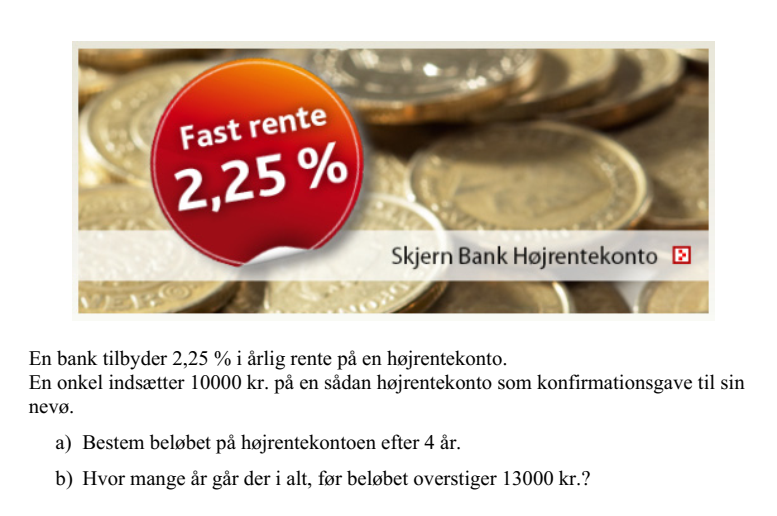 Fast rente
2,25 %
Skjern Bank Højrentekonto
En bank tilbyder 2,25 % i årlig rente på en højrentekonto.
En onkel indsætter 10000 kr. på en sådan højrentekonto som konfirmationsgave til sin
nevø.
a) Bestem beløbet på højrentekontoen efter 4 år.
b) Hvor mange år går der i alt, før beløbet overstiger 13000 kr.?